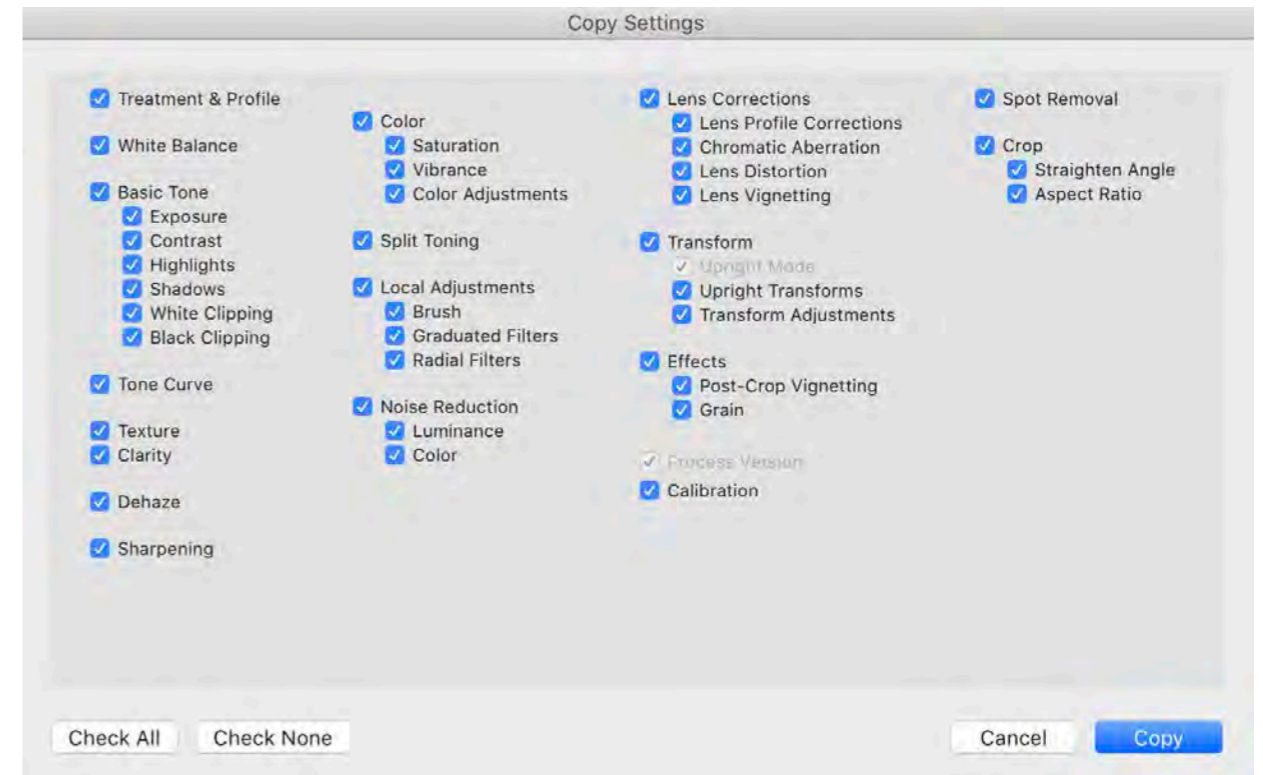 Copy Settings
Treatment & Profile
White Balance
Basic Tone
Exposure
Contrast
Highlights
Shadows
White Clipping
Black Clipping
Tone Curve
Texture
Clarity
Dehaze
Sharpening
Color
Saturation
Vibrance
Color Adjustments
Split Toning
Local Adjustments
Brush
Graduated Filters
Radial Filters
Noise Reduction
Luminance
Color
Lens Corrections
Lens Profile Corrections
Chromatic Aberration
Lens Distortion
Lens Vignetting
Transform
Upright Mode
Upright Transforms
Transform Adjustments
Effects
Post-Crop Vignetting
Grain
Process Version
Calibration
Spot Removal
Crop
Straighten Angle
Aspect Ratio
Check All
Check None
Cancel
Copy